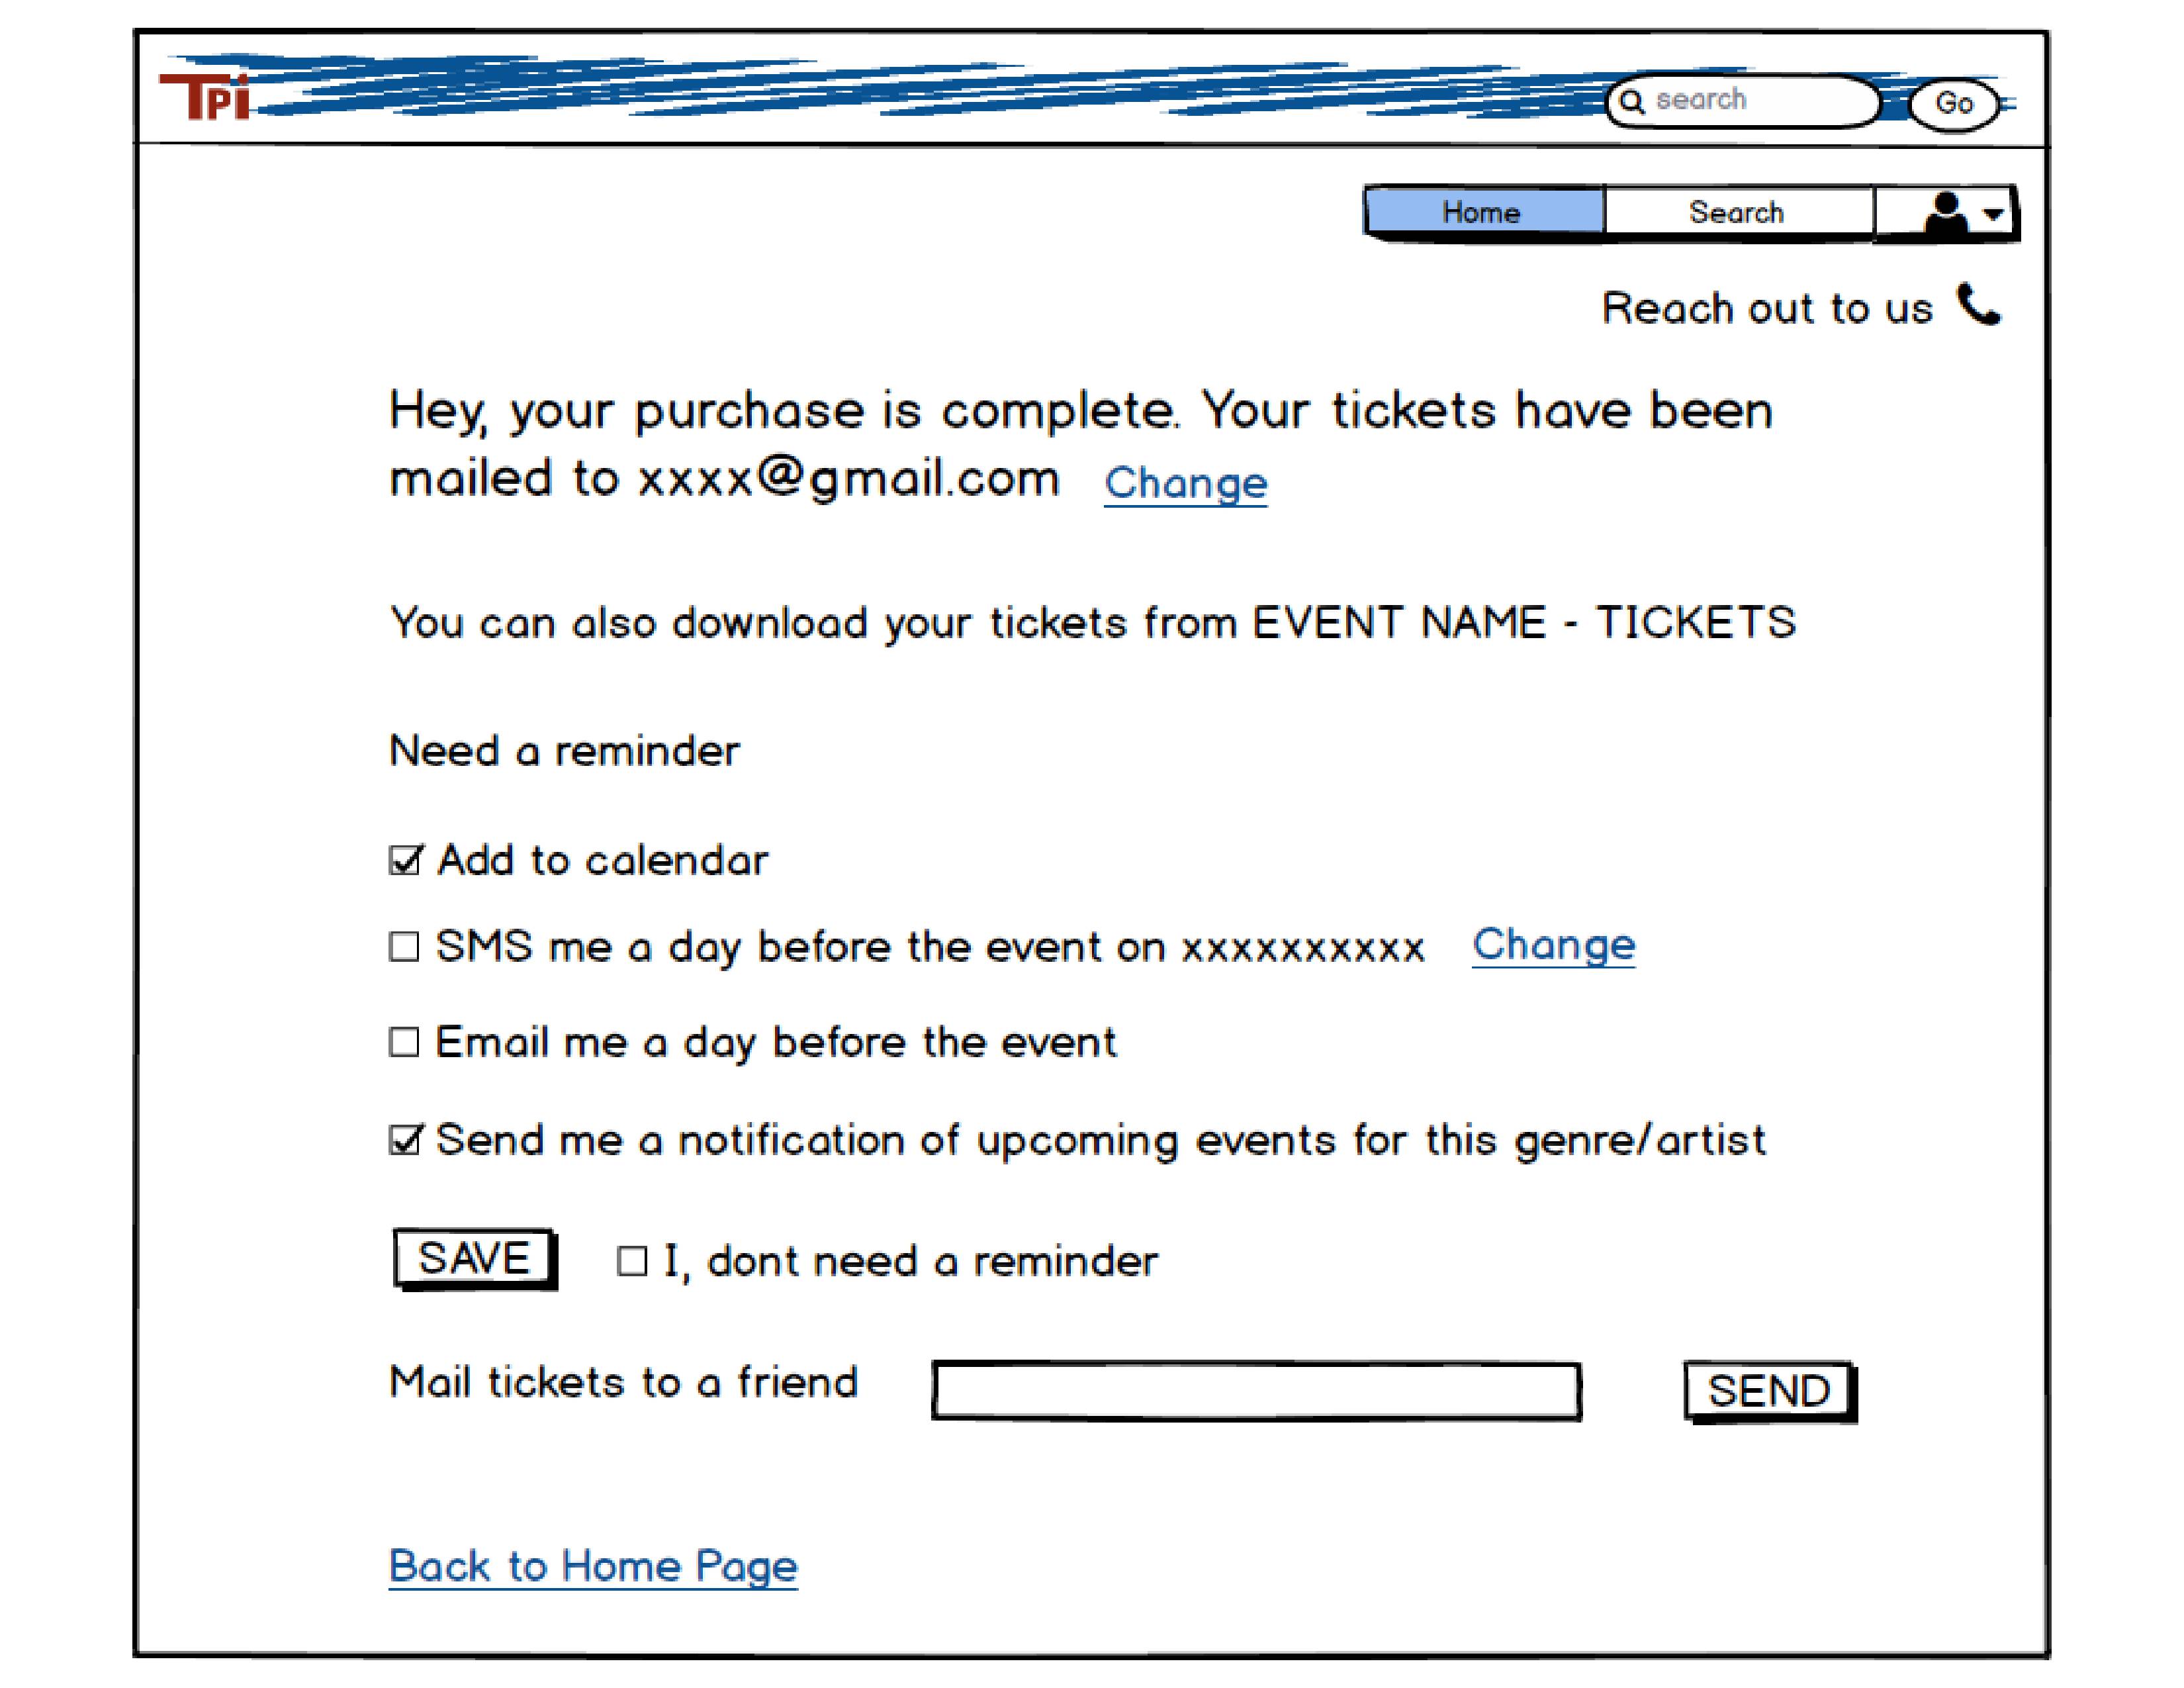 TPi
search
Go
Home
Search
Reach out to us
Hey, your purchase is complete. Your tickets have been
mailed to xxxx@gmail.com Change
You can also download your tickets from EVENT NAME - TICKETS
Need a reminder
Add to calendar
SMS me a day before the event on xxxxxxxxxx Change
Email me a day before the event
Send me a notification of upcoming events for this genre/artist
SAVE
I, dont need a reminder
Mail tickets to a friend
SEND
Back to Home Page